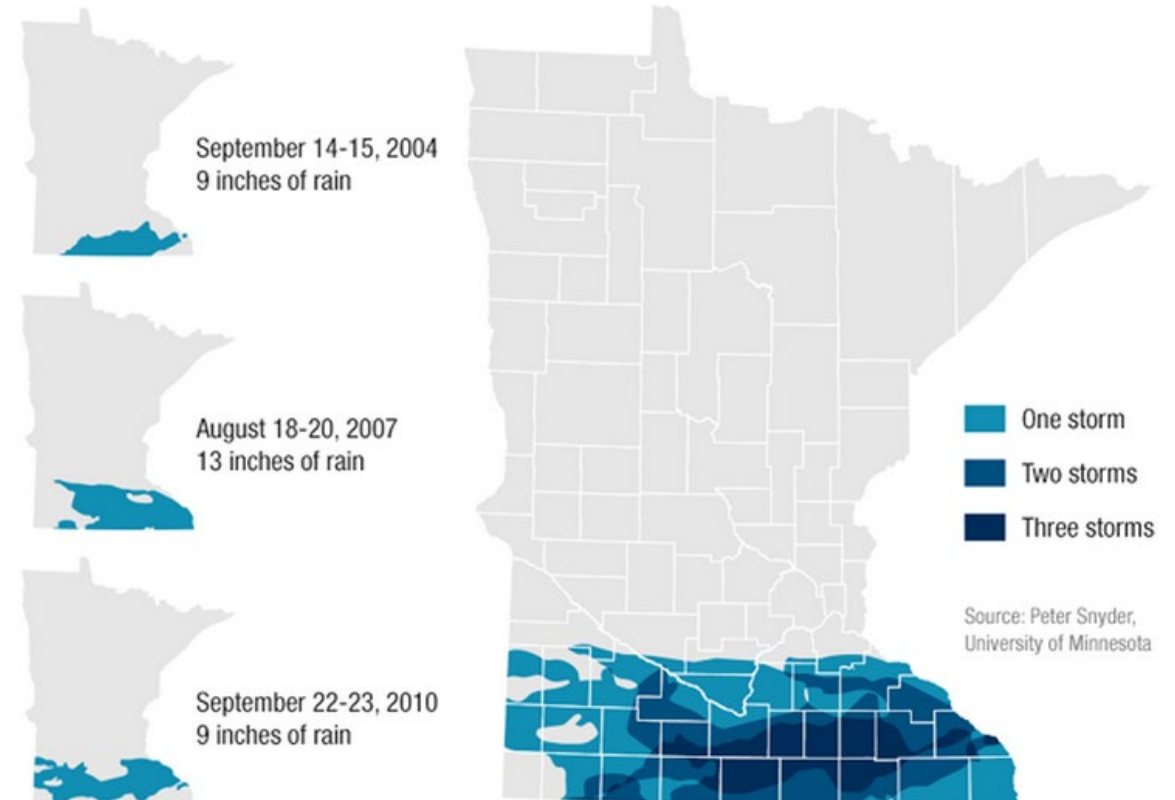 September 14-15, 2004
9 inches of rain
August 18-20, 2007
13 inches of rain
September 22-23, 2010
9 inches of rain
One storm
Two storms
Three storms
Source: Peter Snyder,
University of Minnesota